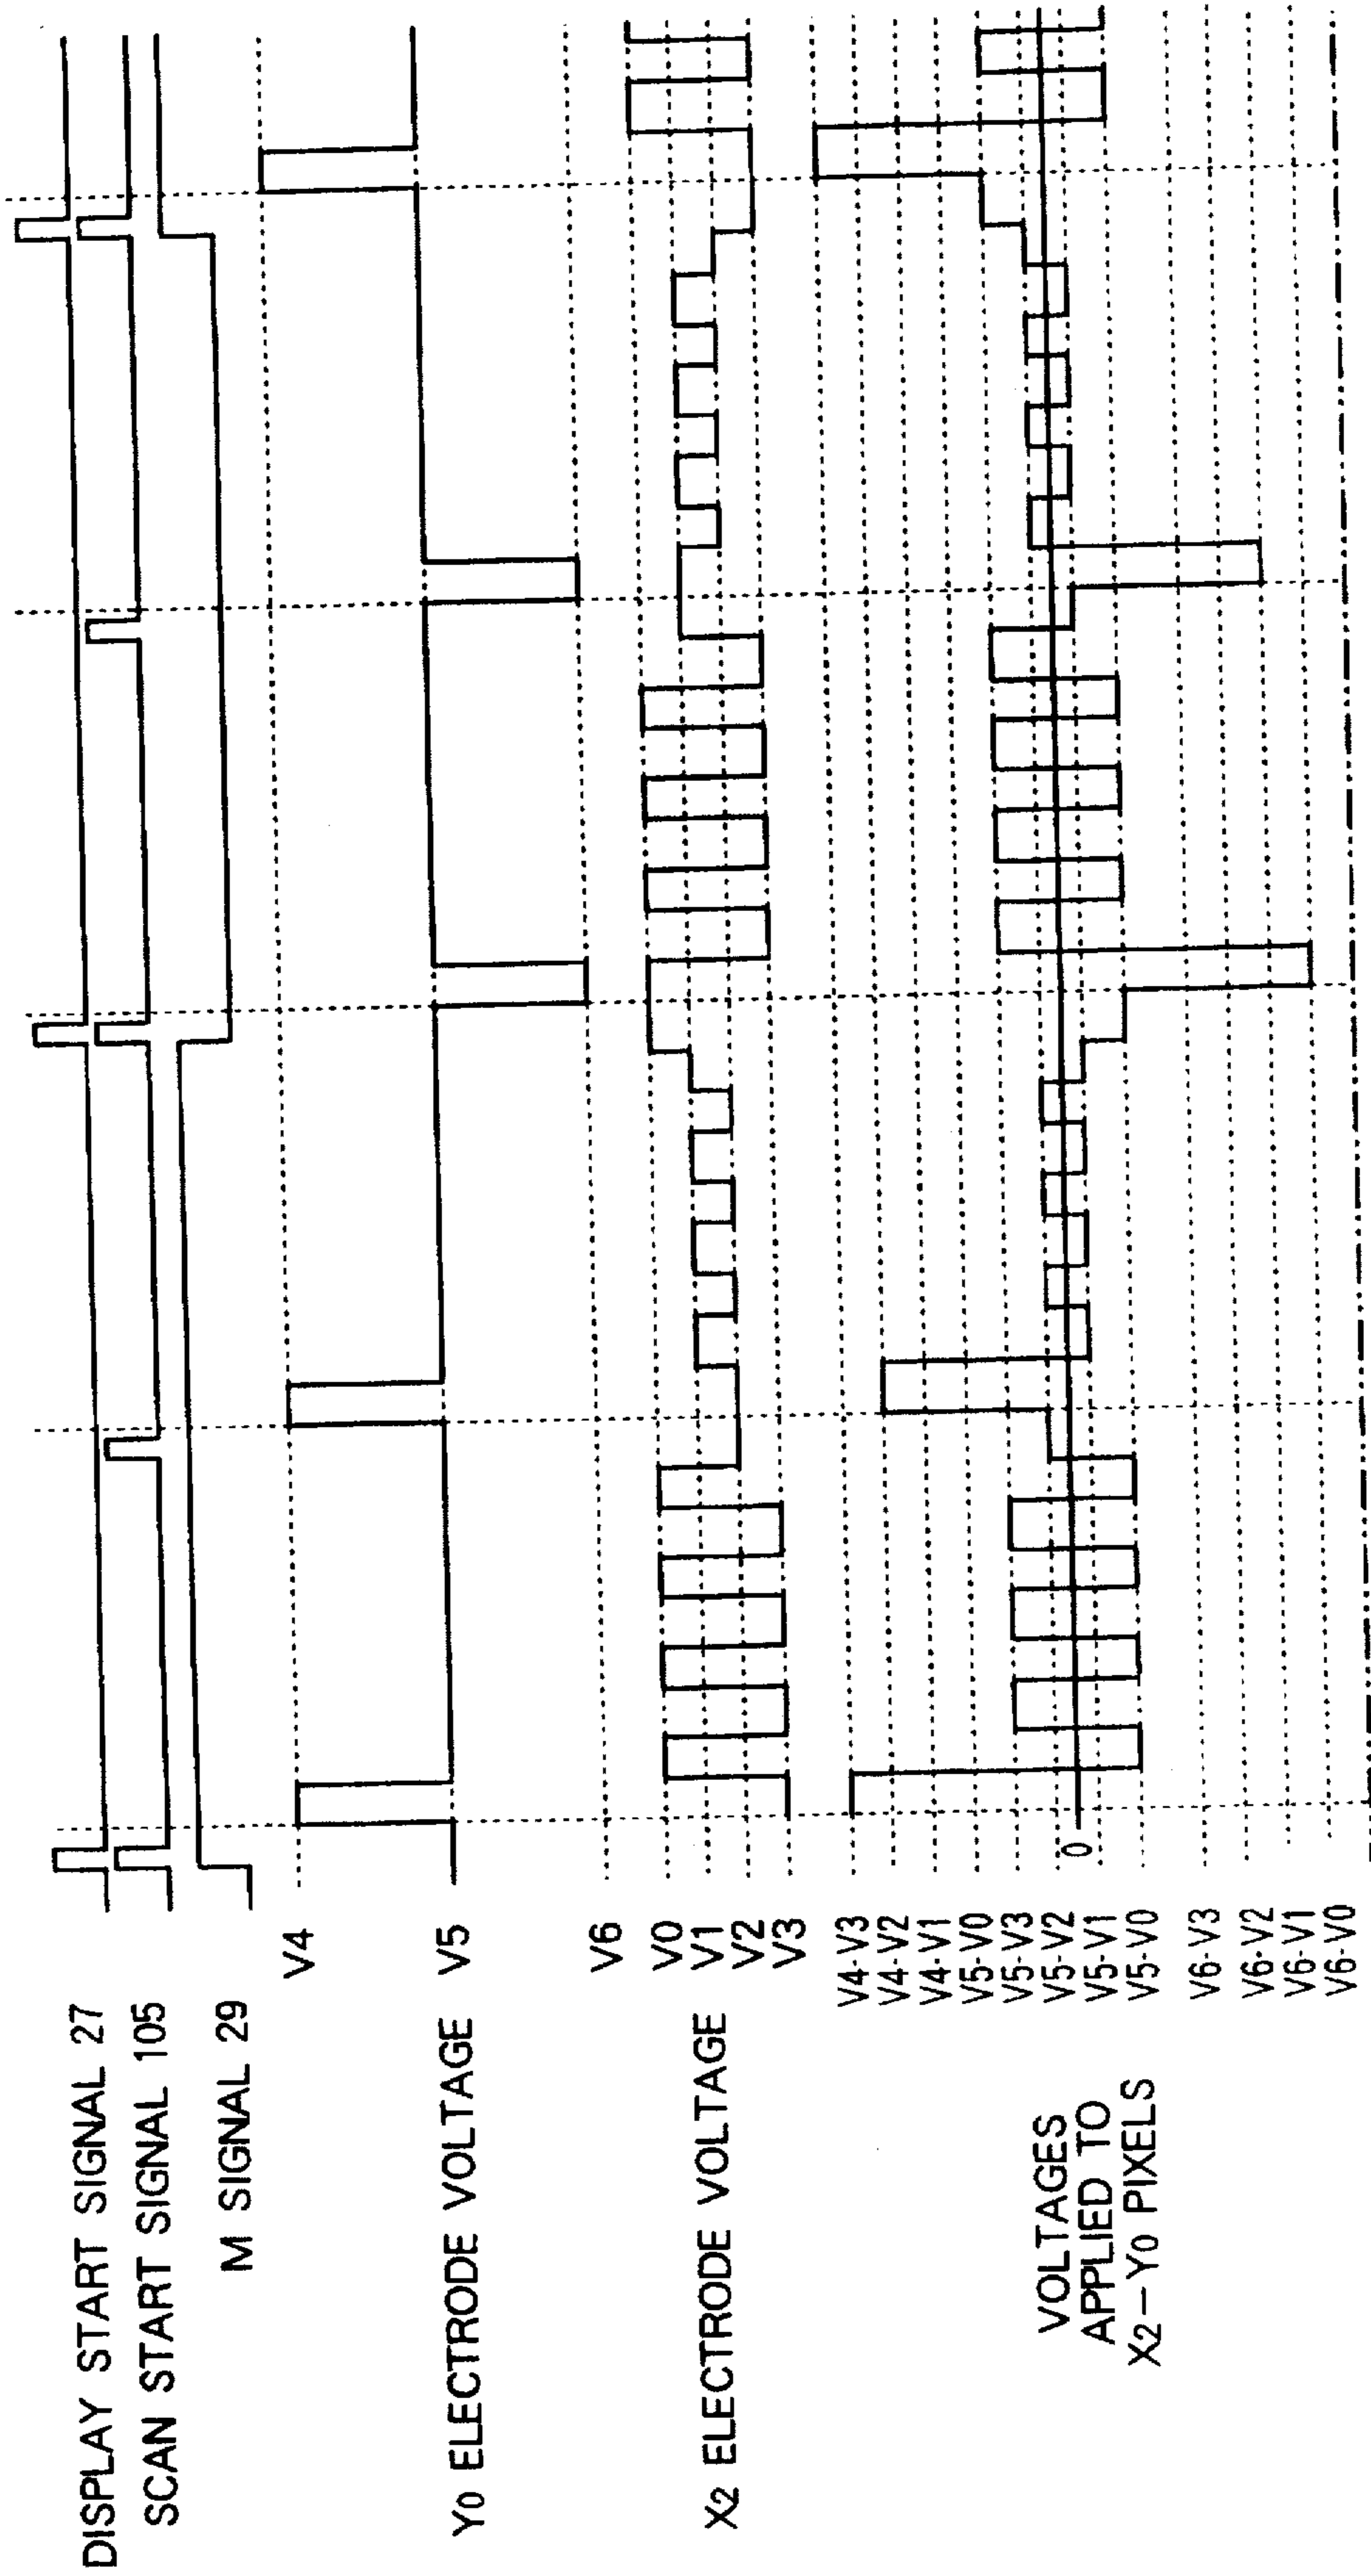 DISPLAY START SIGNAL 27
SCAN START SIGNAL 105
M SIGNAL 29
V4
Y0 ELECTRODE VOLTAGE V5
V6
V0
V1
X2 ELECTRODE VOLTAGE V2
V3
V4-V3
V4-V2
V4-V1
V5-V0
V5-V3
V5-V2
V5-V1
V5-V0
V6-V3
V6-V2
V6-V1
V6-V0
VOLTAGES
APPLIED TO
X2-Y0 PIXELS
0